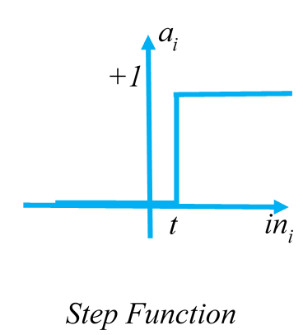 a_i
+1
t
in_i
Step Function